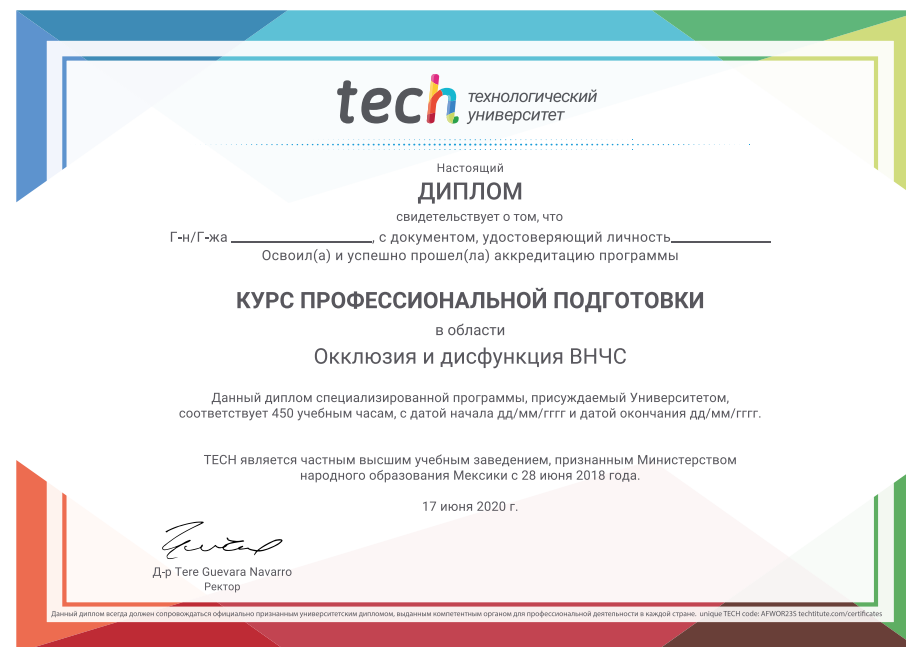 tech технологический
университет
Настоящий
ДИПЛОМ
свидетельствует о том, что
Г-н/Г-жа ____________________, с документом, удостоверяющий личность______________
Освоил(а) и успешно прошел(ла) аккредитацию программы
КУРС ПРОФЕССИОНАЛЬНОЙ ПОДГОТОВКИ
в области
Окклюзия и дисфункция ВНЧС
Данный диплом специализированной программы, присуждаемый Университетом,
соответствует 450 учебным часам, с датой начала дд/мм/гггг и датой окончания дд/мм/гггг.
TECH является частным высшим учебным заведением, признанным Министерством
народного образования Мексики с 28 июня 2018 года.
17 июня 2020 г.
Д-р Tere Guevara Navarro
Ректор
Данный диплом всегда должен сопровождаться официально признанным университетским дипломом, выданным компетентным органом для профессиональной деятельности в каждой стране. unique TECH code: AFWOR235 techtitute.com/certificates